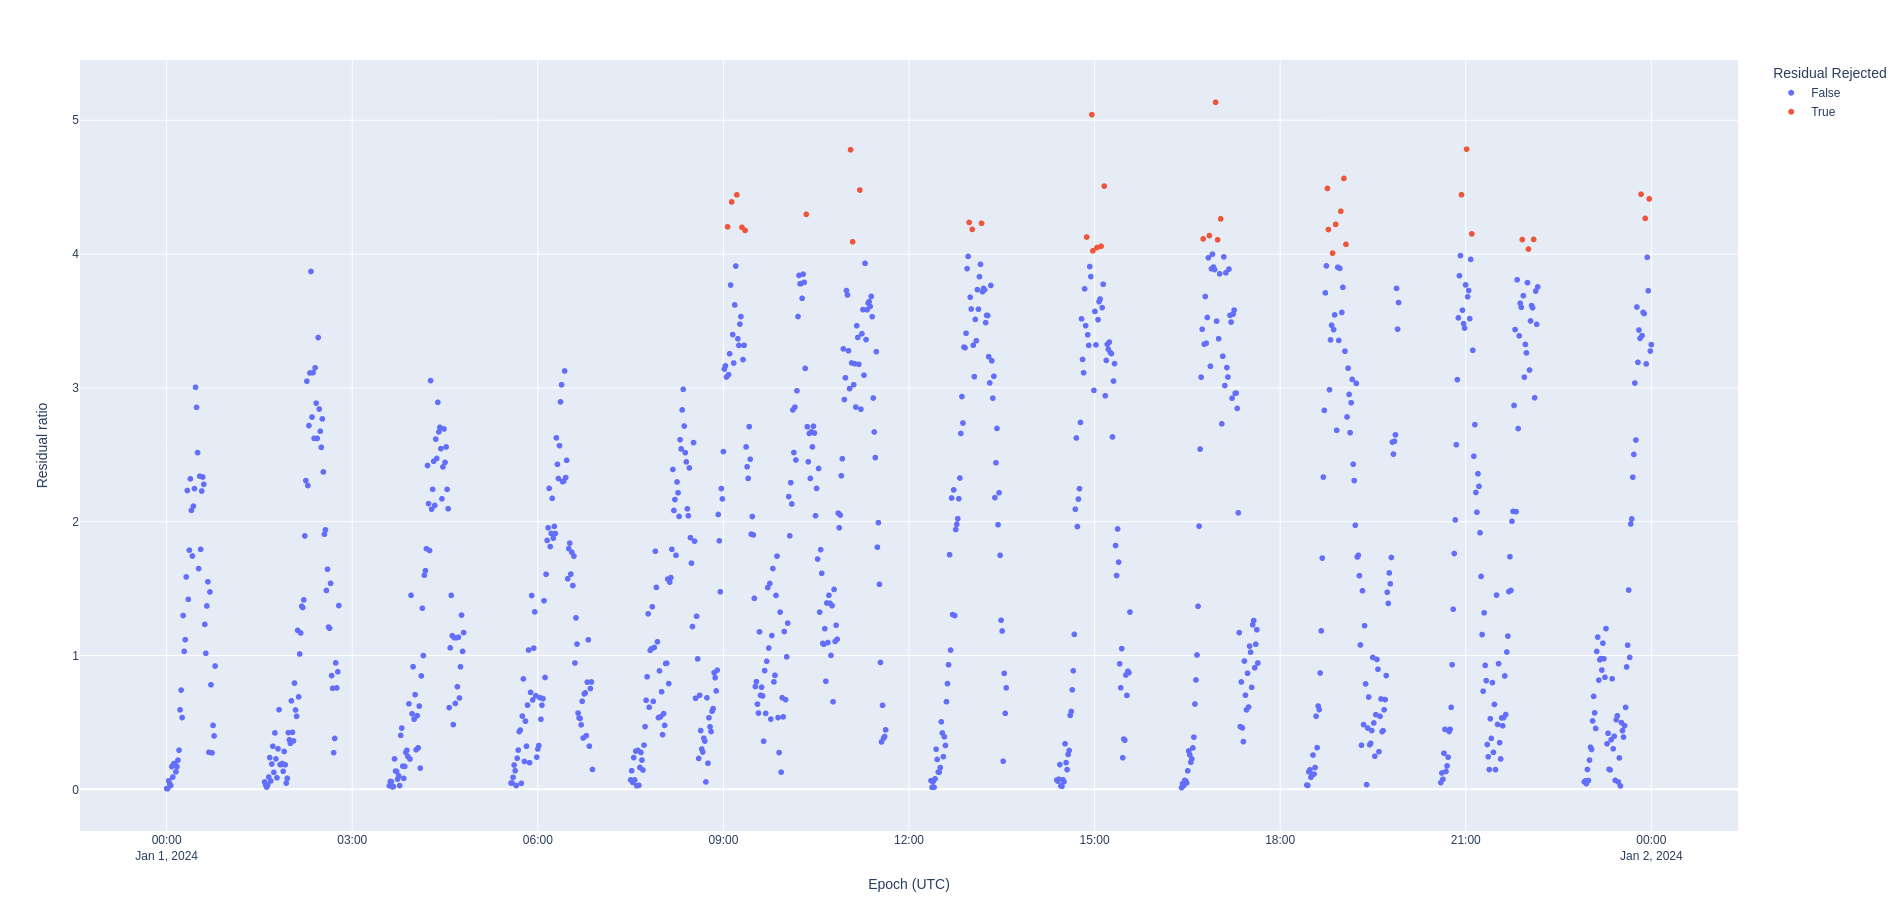 Residual Rejected
False
True
5
4
3
2
1
0
Residual ratio
00:00 03:00 06:00 09:00 12:00 15:00 18:00 21:00 00:00
Jan 1, 2024 Jan 2, 2024
Epoch (UTC)